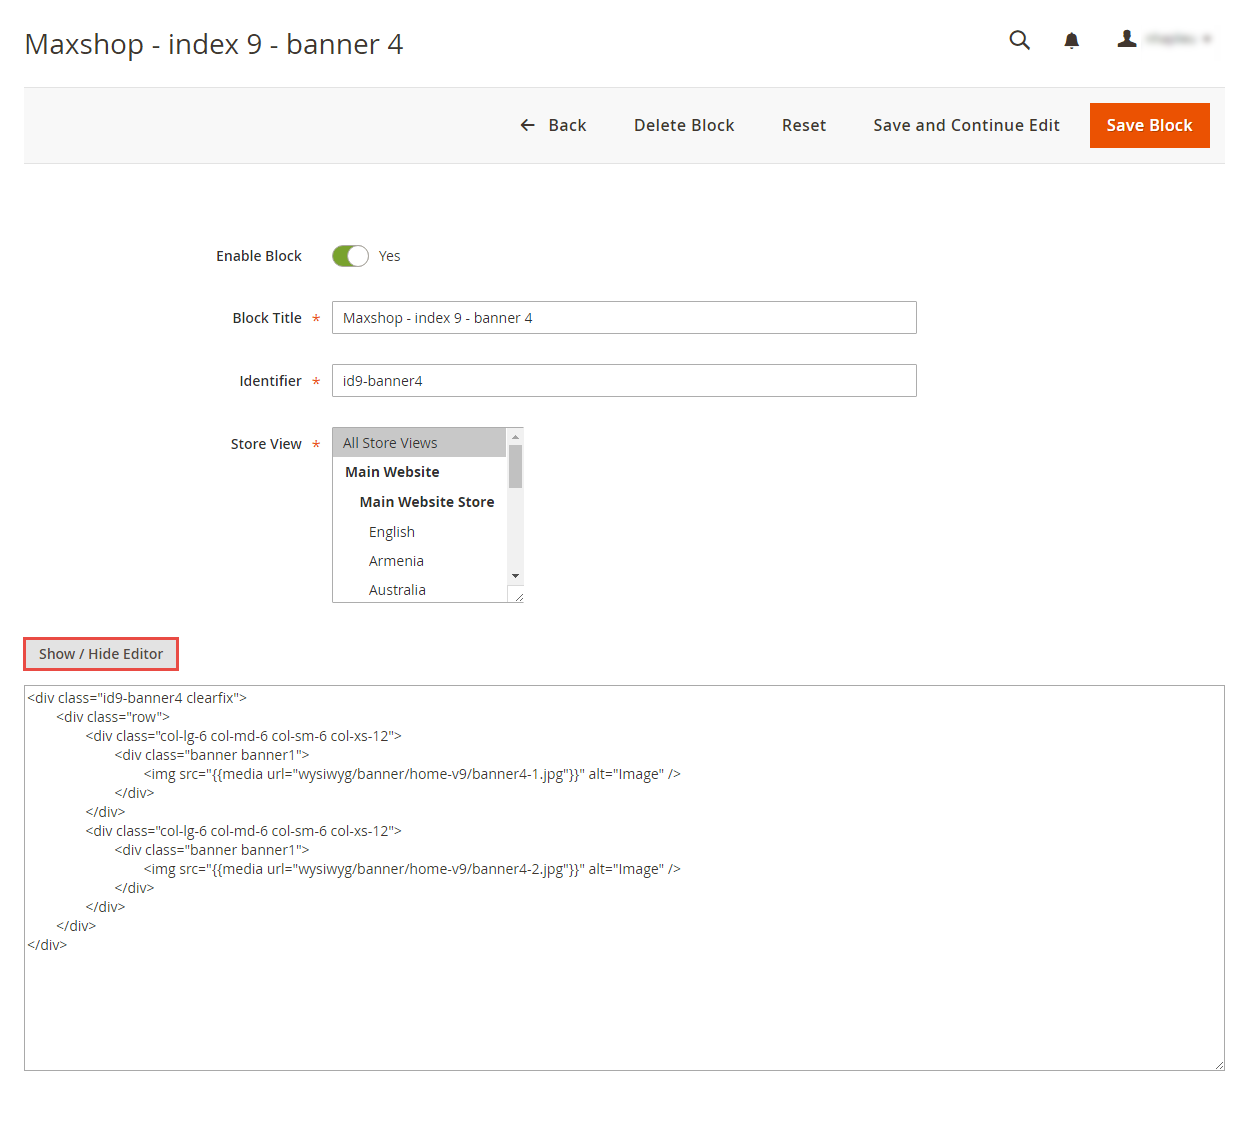 Maxshop - index 9 - banner 4
Back Delete Block Reset Save and Continue Edit Save Block
Enable Block Yes
Block Title * Maxshop - index 9 - banner 4
Identifier * id9-banner4
Store View * All Store Views
Main Website
Main Website Store
English
Armenia
Australia
Show / Hide Editor
<div class="id9-banner4 clearfix">
<div class="row">
<div class="col-lg-6 col-md-6 col-sm-6 col-xs-12">
<div class="banner banner1">
<img src="{{media url="wysiwyg/banner/home-v9/banner4-1.jpg"}}" alt="Image" />
</div>
</div>
<div class="col-lg-6 col-md-6 col-sm-6 col-xs-12">
<div class="banner banner1">
<img src="{{media url="wysiwyg/banner/home-v9/banner4-2.jpg"}}" alt="Image" />
</div>
</div>
</div>
</div>